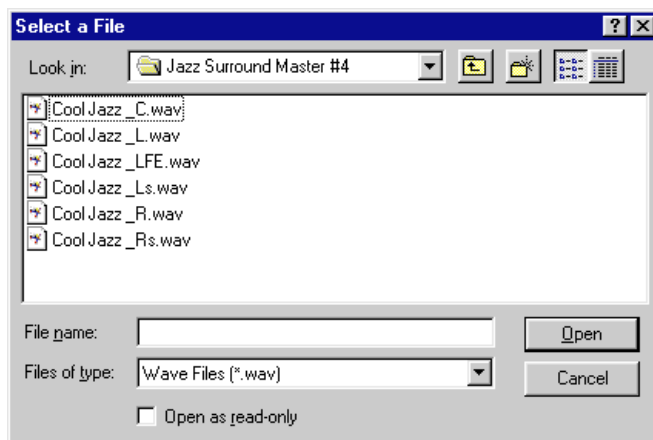 Select a File
Look in: Jazz Surround Master #4
Cool Jazz _C.wav
Cool Jazz _L.wav
Cool Jazz _LFE.wav
Cool Jazz _Ls.wav
Cool Jazz _R.wav
Cool Jazz _Rs.wav
File name: Open
Files of type: Wave Files (*.wav) Cancel
Open as read-only